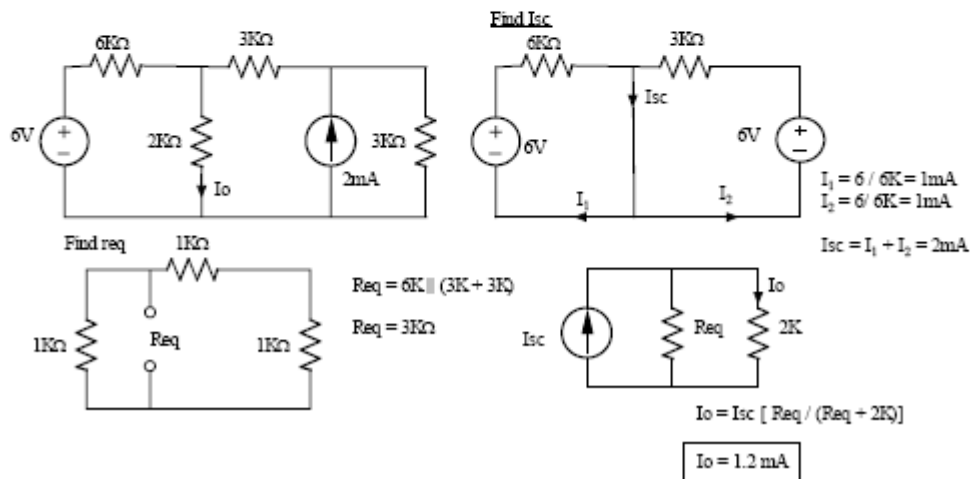 6KΩ
3KΩ
6V
+
–
2KΩ
Io
2mA
3KΩ
Find Isc
6KΩ
3KΩ
Isc
+
–
6V
6V
+
–
I1
I2
I1 = 6 / 6K = 1mA
I2 = 6/ 6K = 1mA
Isc = I1 + I2 = 2mA
Find req
1KΩ
1KΩ
Req
1KΩ
Req = 6K || (3K + 3K)
Req = 3KΩ
Isc
Req
Io
2K
Io = Isc [ Req / (Req + 2K)]
Io = 1.2 mA